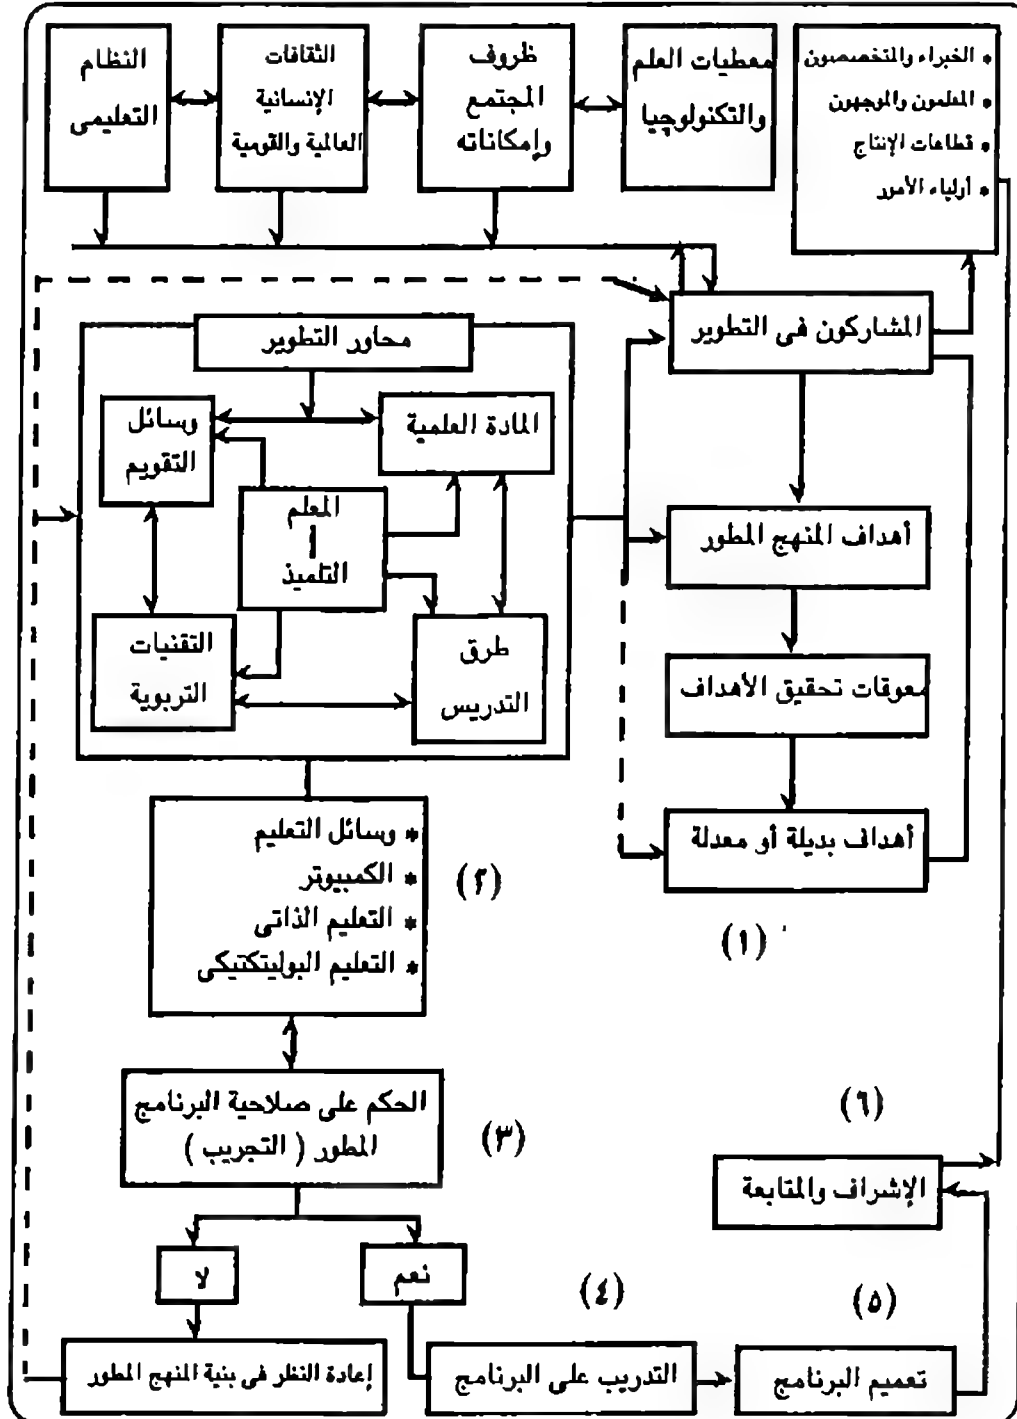 * الخبراء والمتخصصون
* المعلمون والموجهون
* قطاعات الإنتاج
* أولياء الأمور
معطيات العلم
والتكنولوچيا
ظروف
المجتمع
وإمكاناته
الثقافات
الإنسانية
العالمية والقومية
النظام
التعليمى
المشاركون فى التطوير
أهداف المنهج المطور
معوقات تحقيق الأهداف
أهداف بديلة أو معدلة
(١)
محاور التطوير
المادة العلمية
وسائل
التقويم
المعلم
التلميذ
طرق
التدريس
التقنيات
التربوية
* وسائل التعليم
* الكمبيوتر
* التعليم الذاتى
* التعليم البوليتكتيكى
(٢)
الحكم على صلاحية البرنامج
المطور ( التجريب )
(٣)
نعم
لا
إعادة النظر فى بنية المنهج المطور
(٤)
التدريب على البرنامج
(٥)
تعميم البرنامج
(٦)
الإشراف والمتابعة